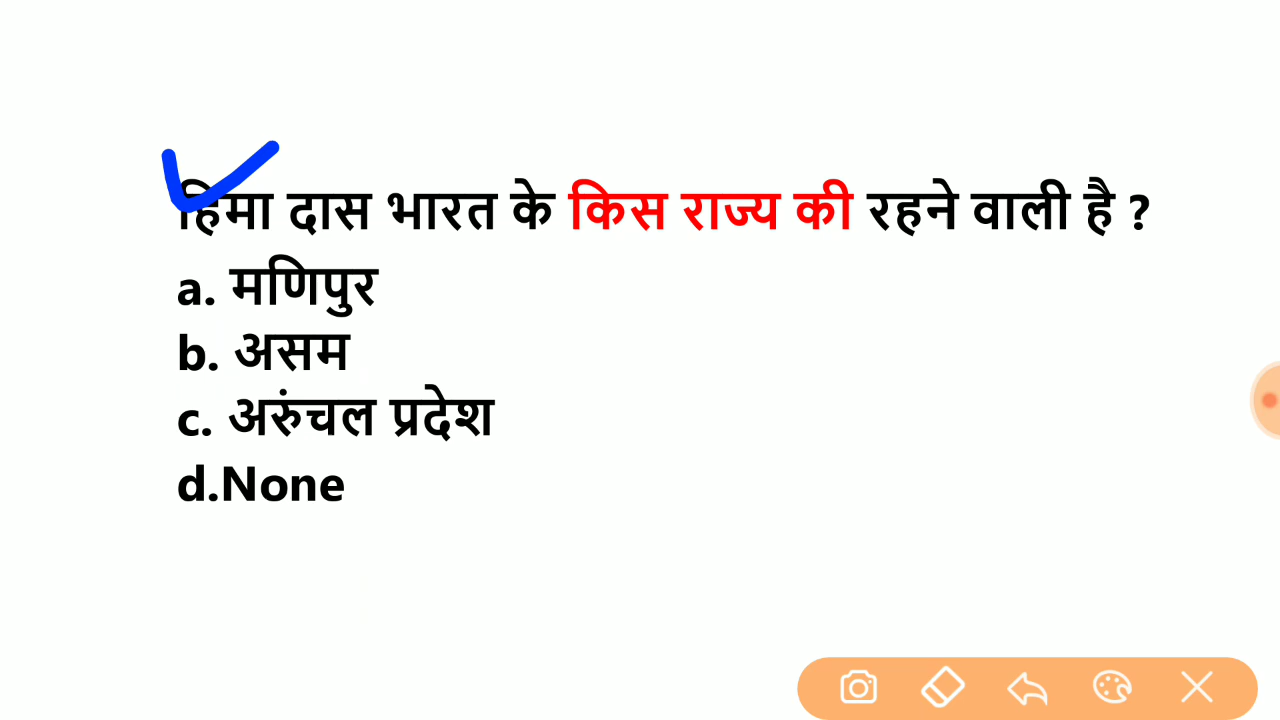 हिमा दास भारत के किस राज्य की रहने वाली है ?
a. मणिपुर
b. असम
c. अरुंचल प्रदेश
d.None